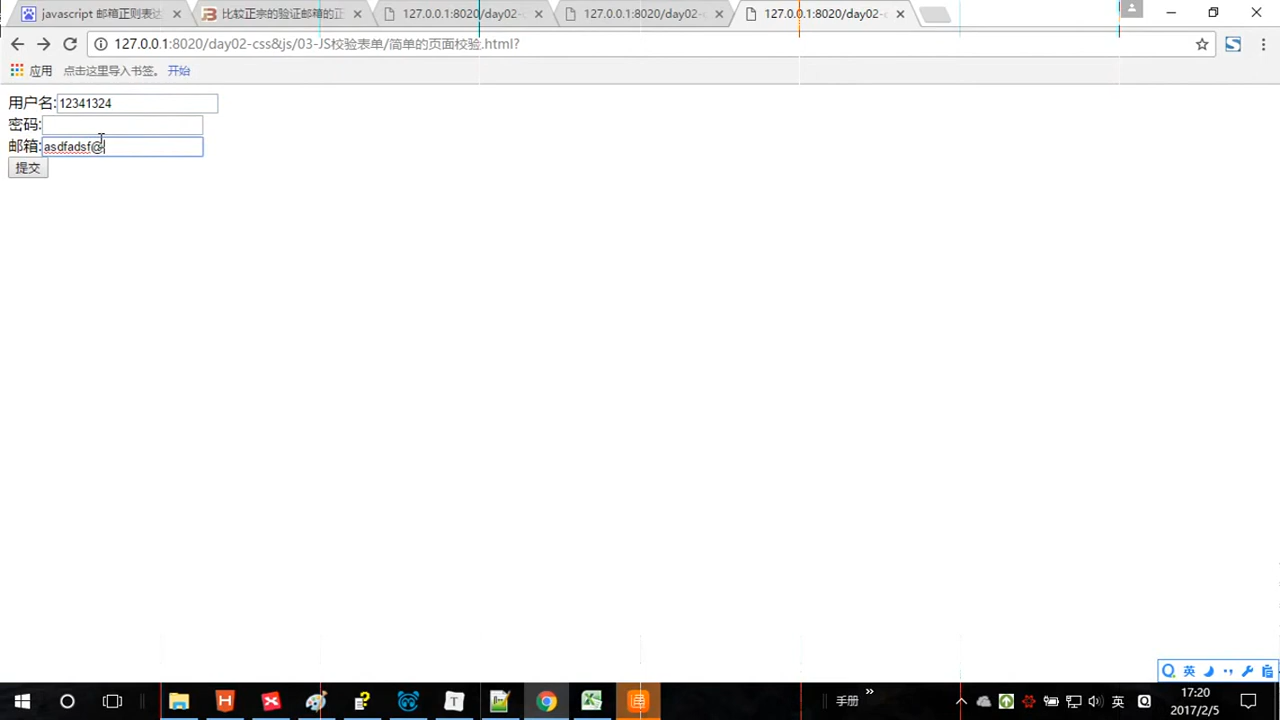 javascript 邮箱正则表达
比较正宗的验证邮箱的正
127.0.0.1:8020/day02-
127.0.0.1:8020/day02-
127.0.0.1:8020/day02-
127.0.0.1:8020/day02-css&js/03-JS校验表单/简单的页面校验.html?
应用 点击这里导入书签。 开始
用户名:12341324
密码:
邮箱:asdfadsf@
提交
英
手册 » 英 17:20
2017/2/5